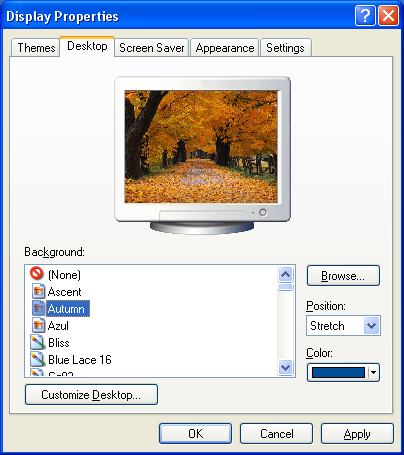 Display Properties
Themes Desktop Screen Saver Appearance Settings
Background:
(None)
Ascent
Autumn
Azul
Bliss
Blue Lace 16
Browse...
Position:
Stretch
Color:
Customize Desktop...
OK Cancel Apply